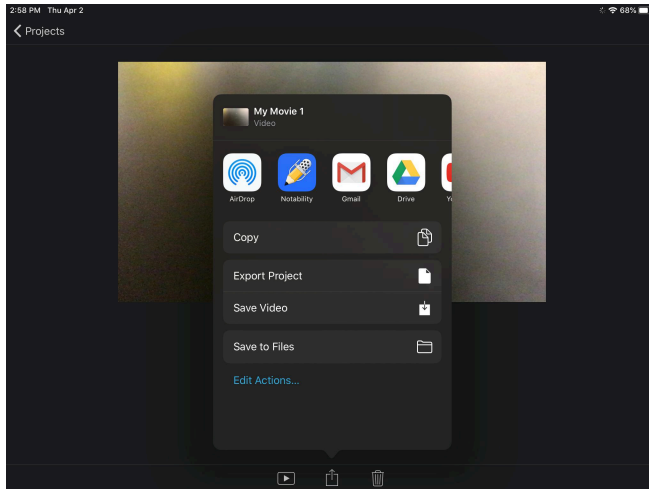 2:58 PM Thu Apr 2
68%
Projects
My Movie 1
Video
AirDrop
Notability
Gmail
Drive
Copy
Export Project
Save Video
Save to Files
Edit Actions...